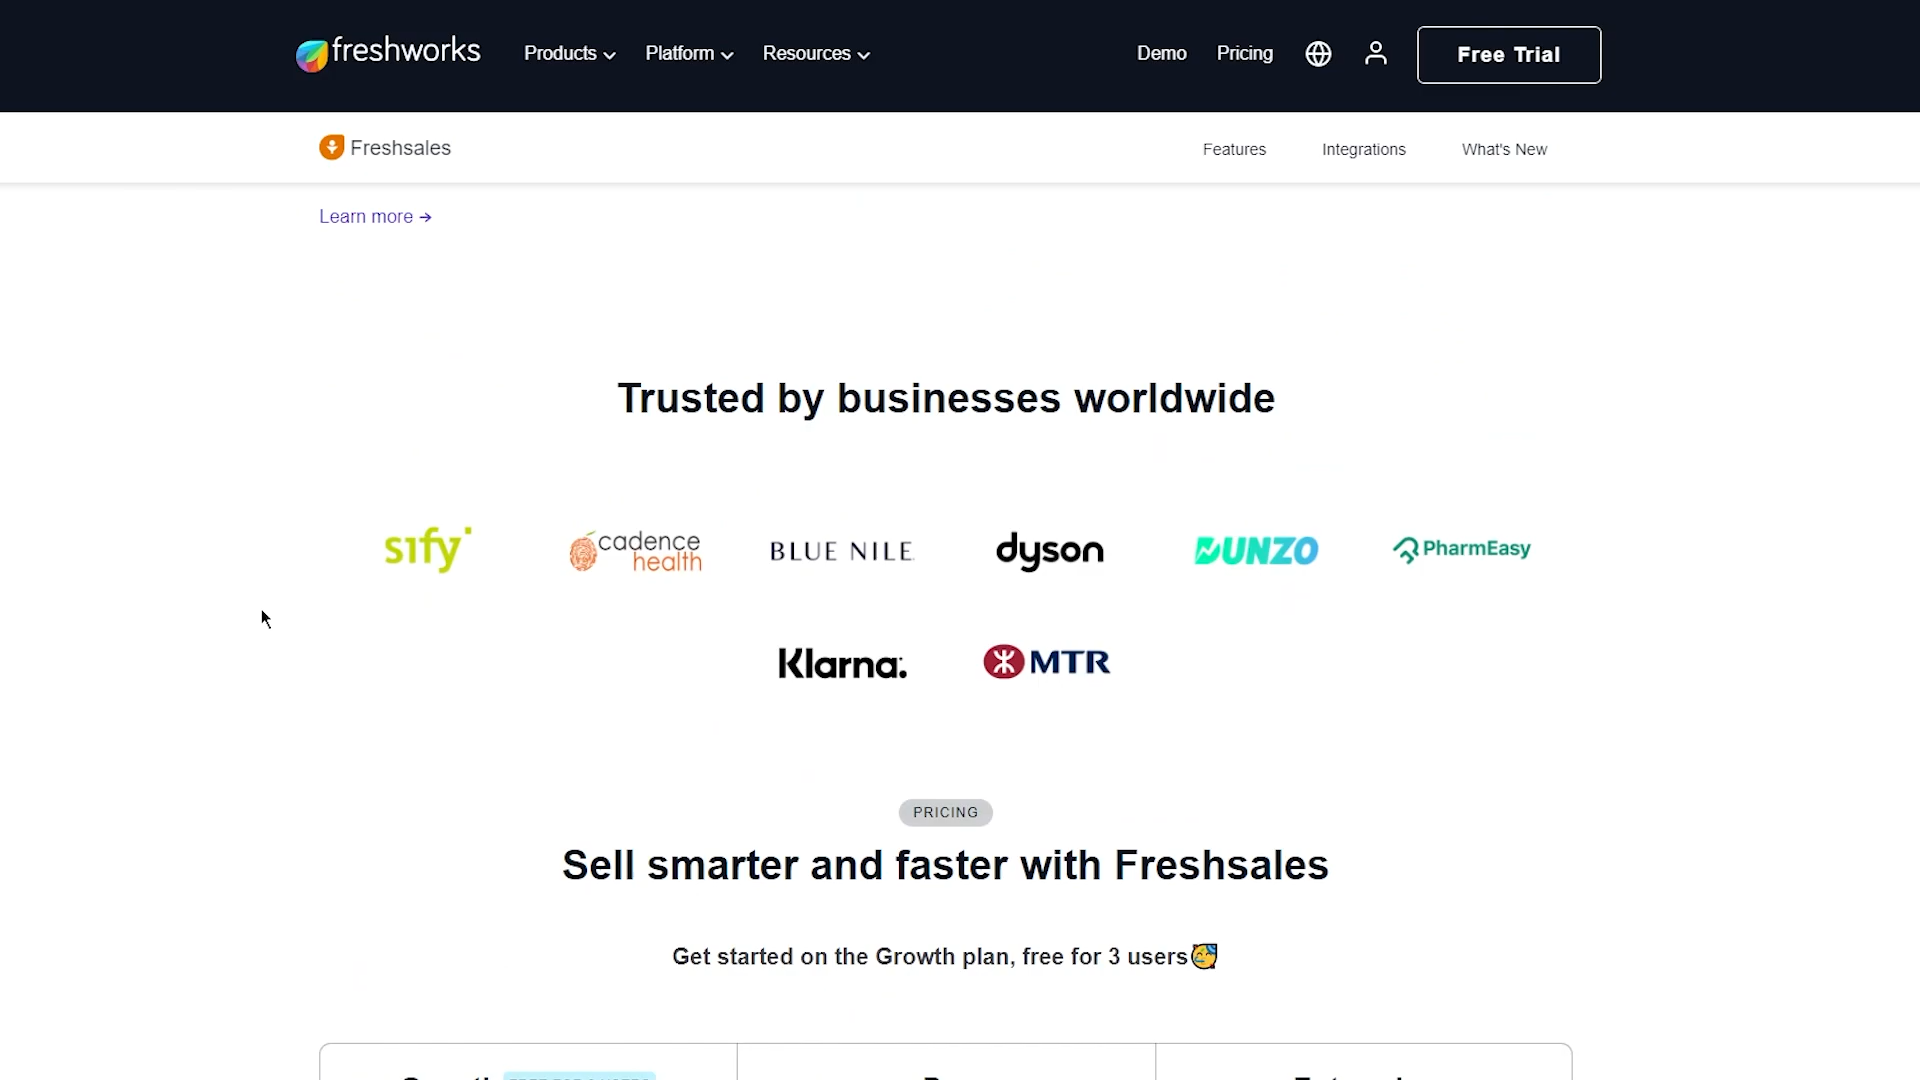 freshworks Products Platform Resources Demo Pricing Free Trial
Freshsales Features Integrations What's New
Learn more →
Trusted by businesses worldwide
sify cadence health BLUE NILE dyson DUNZO PharmEasy
Klarna. MTR
PRICING
Sell smarter and faster with Freshsales
Get started on the Growth plan, free for 3 users🥳